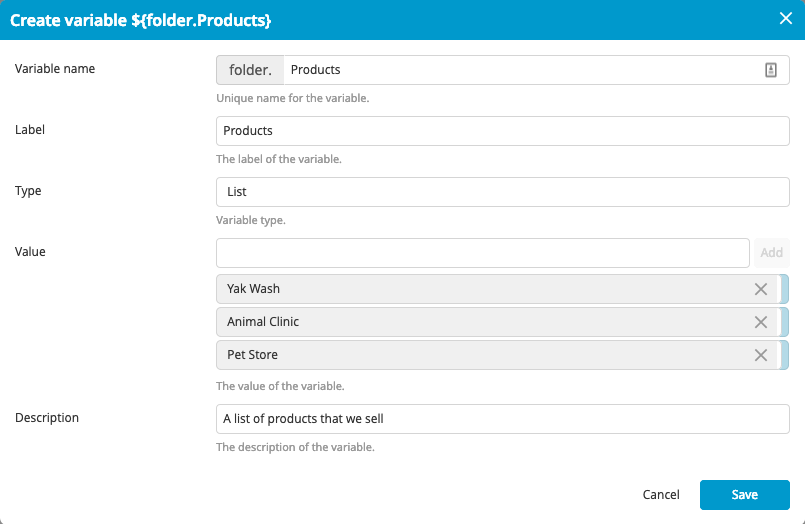 Create variable ${folder.Products}
Variable name
folder. Products
Unique name for the variable.
Label
Products
The label of the variable.
Type
List
Variable type.
Value
Add
Yak Wash
Animal Clinic
Pet Store
The value of the variable.
Description
A list of products that we sell
The description of the variable.
Cancel Save